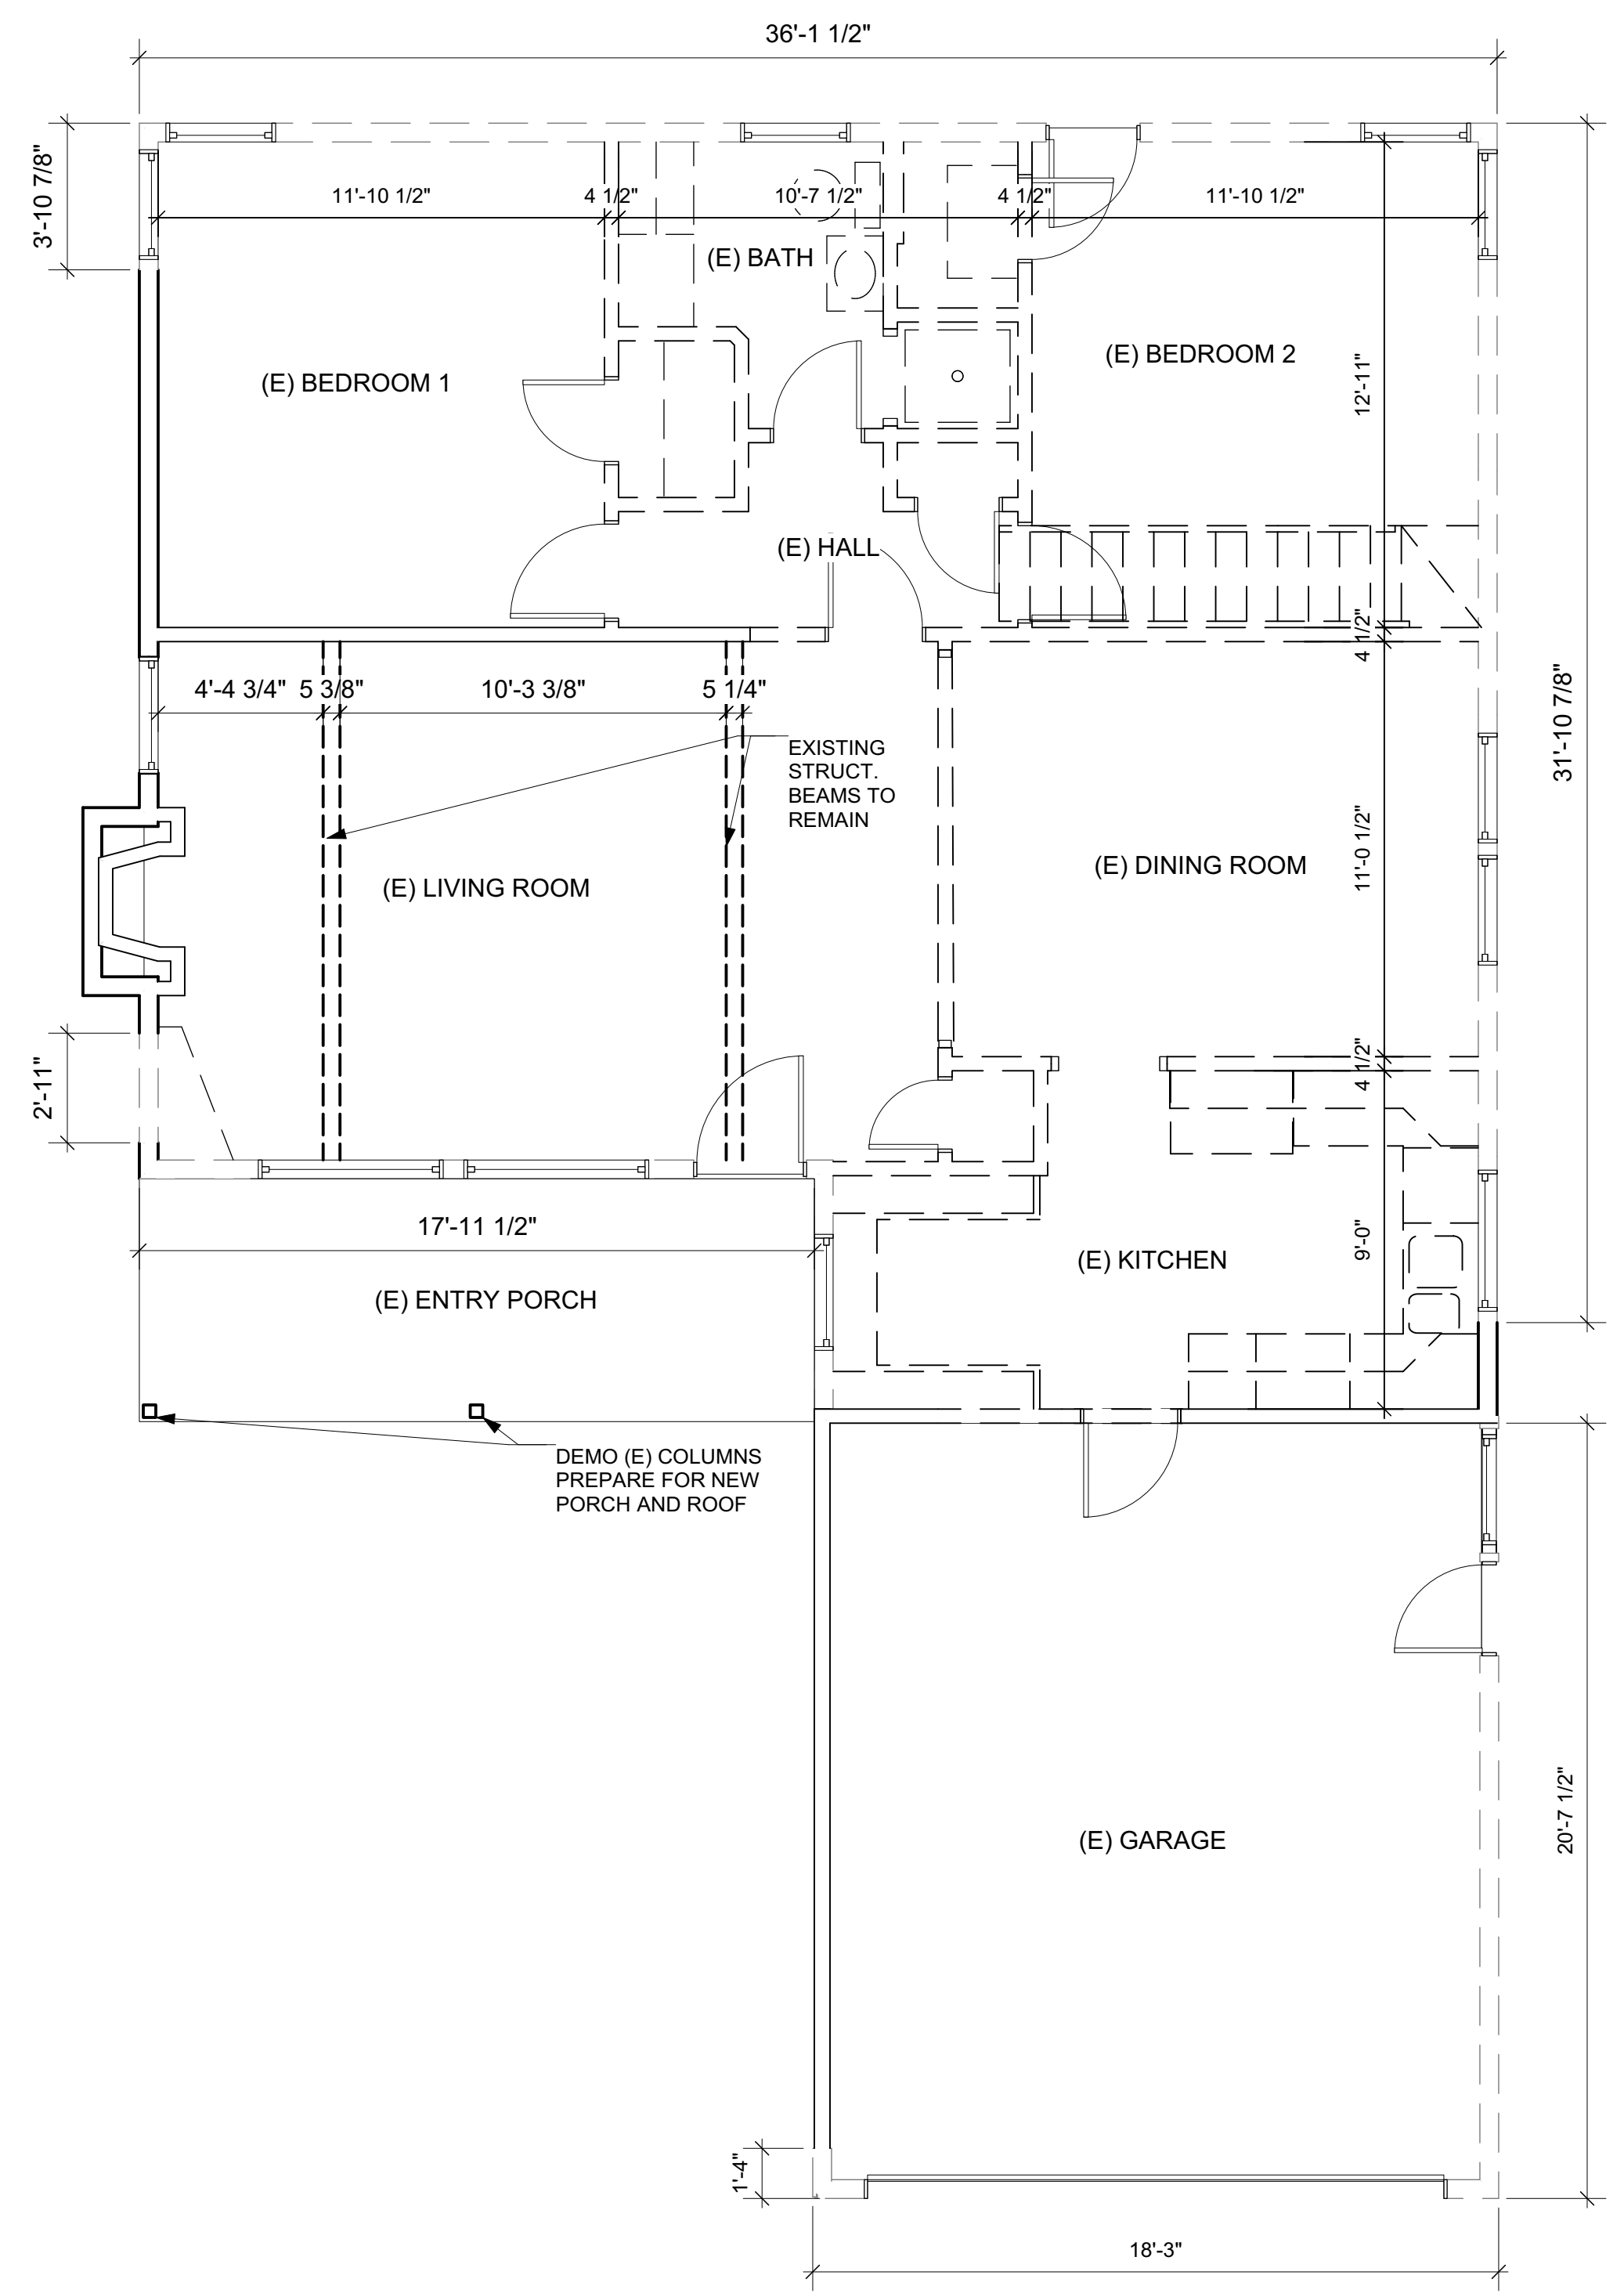 36'-1 1/2"
3'-10 7/8"
11'-10 1/2"
4 1/2"
10'-7 1/2"
4 1/2"
11'-10 1/2"
(E) BATH
(E) BEDROOM 1
(E) BEDROOM 2
12'-11"
(E) HALL
4 1/2"
4'-4 3/4"
5 3/8"
10'-3 3/8"
5 1/4"
31'-10 7/8"
EXISTING
STRUCT.
BEAMS TO
REMAIN
(E) LIVING ROOM
(E) DINING ROOM
11'-0 1/2"
2'-11"
4 1/2"
17'-11 1/2"
(E) ENTRY PORCH
(E) KITCHEN
9'-0"
DEMO (E) COLUMNS
PREPARE FOR NEW
PORCH AND ROOF
(E) GARAGE
20'-7 1/2"
1'-4"
18'-3"